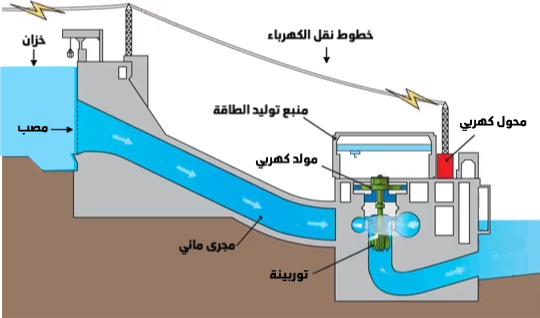 خطوط نقل الكهرباء
خزان
منبع توليد الطاقة
محول كهربي
مصب
مولد كهربي
مجرى مائي
توربينة